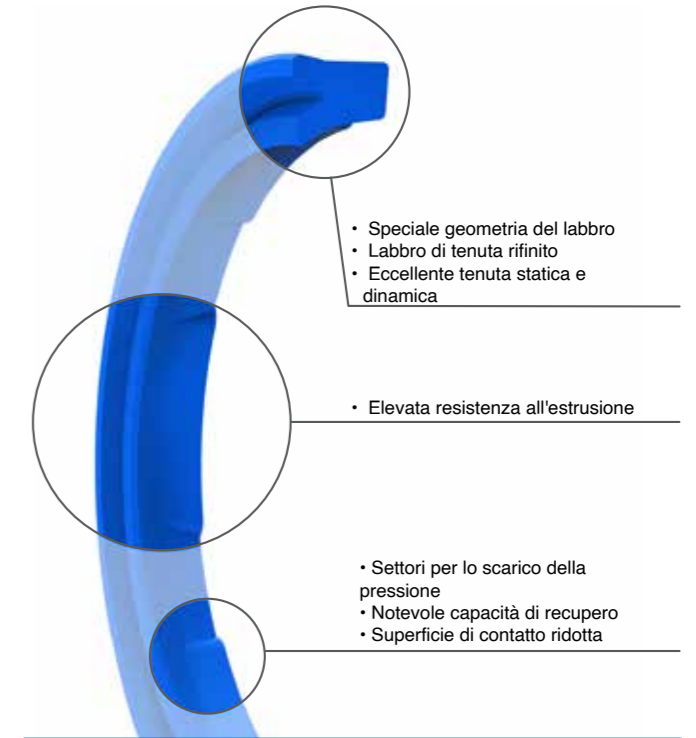 • Speciale geometria del labbro
• Labbro di tenuta rifinito
• Eccellente tenuta statica e
dinamica
• Elevata resistenza all'estrusione
• Settori per lo scarico della
pressione
• Notevole capacità di recupero
• Superficie di contatto ridotta